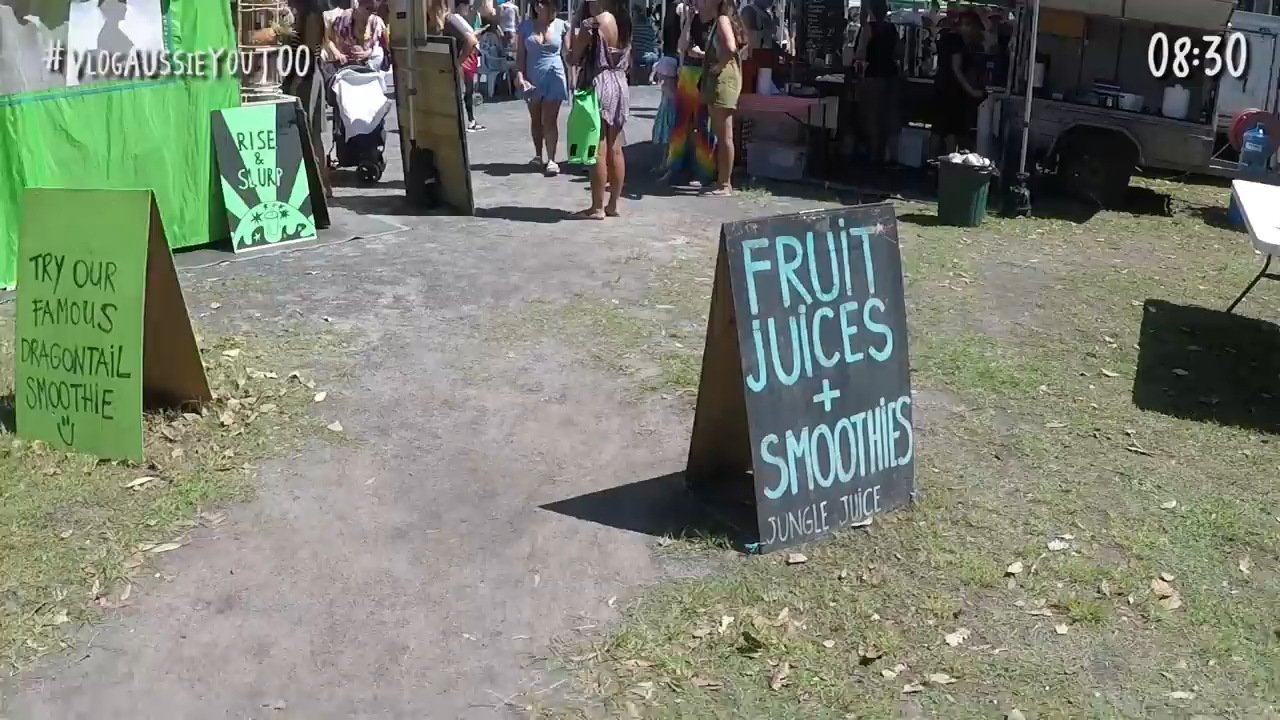 #VLOGAUSSIEYOUTOO
08:30
RISE
&
SLURP
TRY OUR
FAMOUS
DRAGONTAIL
SMOOTHIE
FRUIT
JUICES
+
SMOOTHIES
JUNGLE JUICE